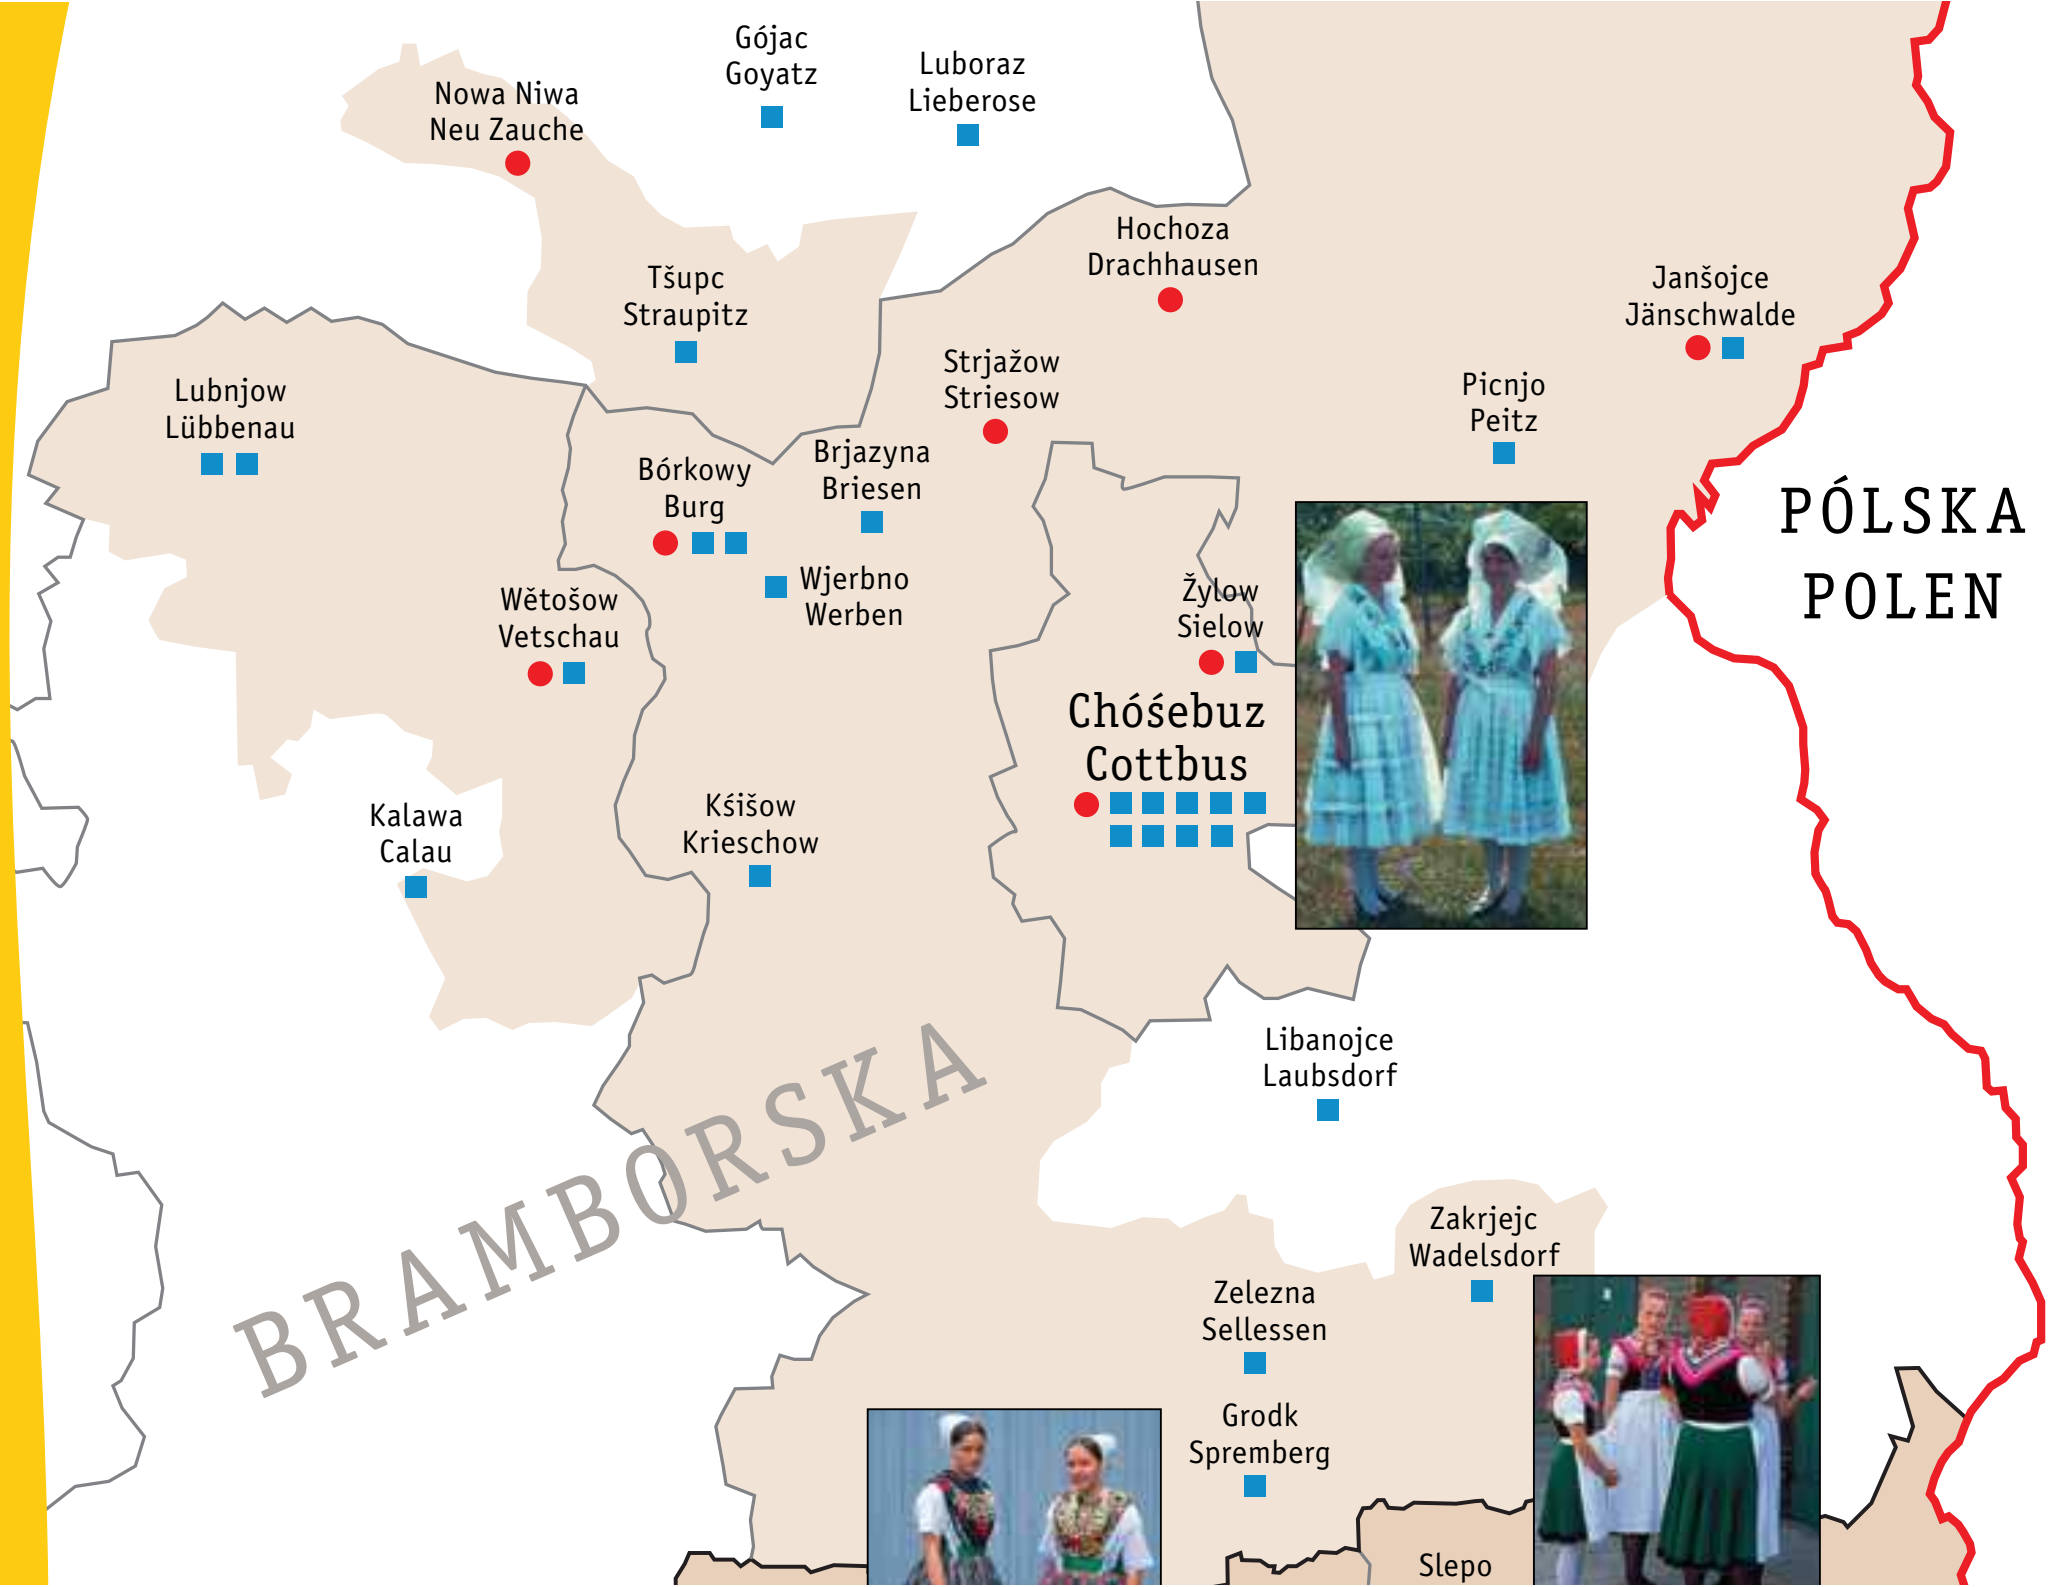 Gójac
Goyatz
Luboraz
Lieberose
Nowa Niwa
Neu Zauche
Hochoza
Drachhausen
Tšupc
Straupitz
Janšojce
Jänschwalde
Strjažow
Striesow
Picnjo
Peitz
Lubnjow
Lübbenau
Brjazyna
Briesen
Bórkowy
Burg
PÓLSKA
POLEN
Wjerbno
Werben
Žylow
Sielow
Wětošow
Vetschau
Chóśebuz
Cottbus
Kśišow
Krieschow
Kalawa
Calau
Libanojce
Laubsdorf
BRAMBORSKA
Zakrjejc
Wadelsdorf
Zelezna
Sellessen
Grodk
Spremberg
Slepo